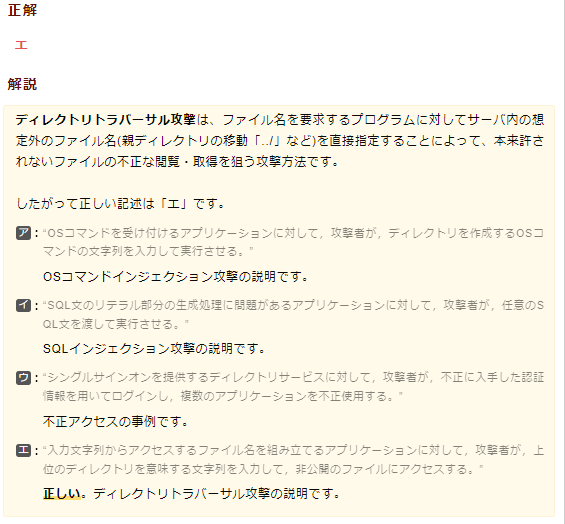 正解
エ
解説
ディレクトリトラバーサル攻撃は、ファイル名を要求するプログラムに対してサーバ内の想
定外のファイル名(親ディレクトリの移動「../」など)を直接指定することによって、本来許さ
れないファイルの不正な閲覧・取得を狙う攻撃方法です。
したがって正しい記述は「エ」です。
ア：“OSコマンドを受け付けるアプリケーションに対して，攻撃者が，ディレクトリを作成するOSコ
マンドの文字列を入力して実行させる。”
OSコマンドインジェクション攻撃の説明です。
イ：“SQL文のリテラル部分の生成処理に問題があるアプリケーションに対して，攻撃者が，任意のS
QL文を渡して実行させる。”
SQLインジェクション攻撃の説明です。
ウ：“シングルサインオンを提供するディレクトリサービスに対して，攻撃者が，不正に入手した認証
情報を用いてログインし，複数のアプリケーションを不正使用する。”
不正アクセスの事例です。
エ：“入力文字列からアクセスするファイル名を組み立てるアプリケーションに対して，攻撃者が，上
位のディレクトリを意味する文字列を入力して，非公開のファイルにアクセスする。”
正しい。ディレクトリトラバーサル攻撃の説明です。